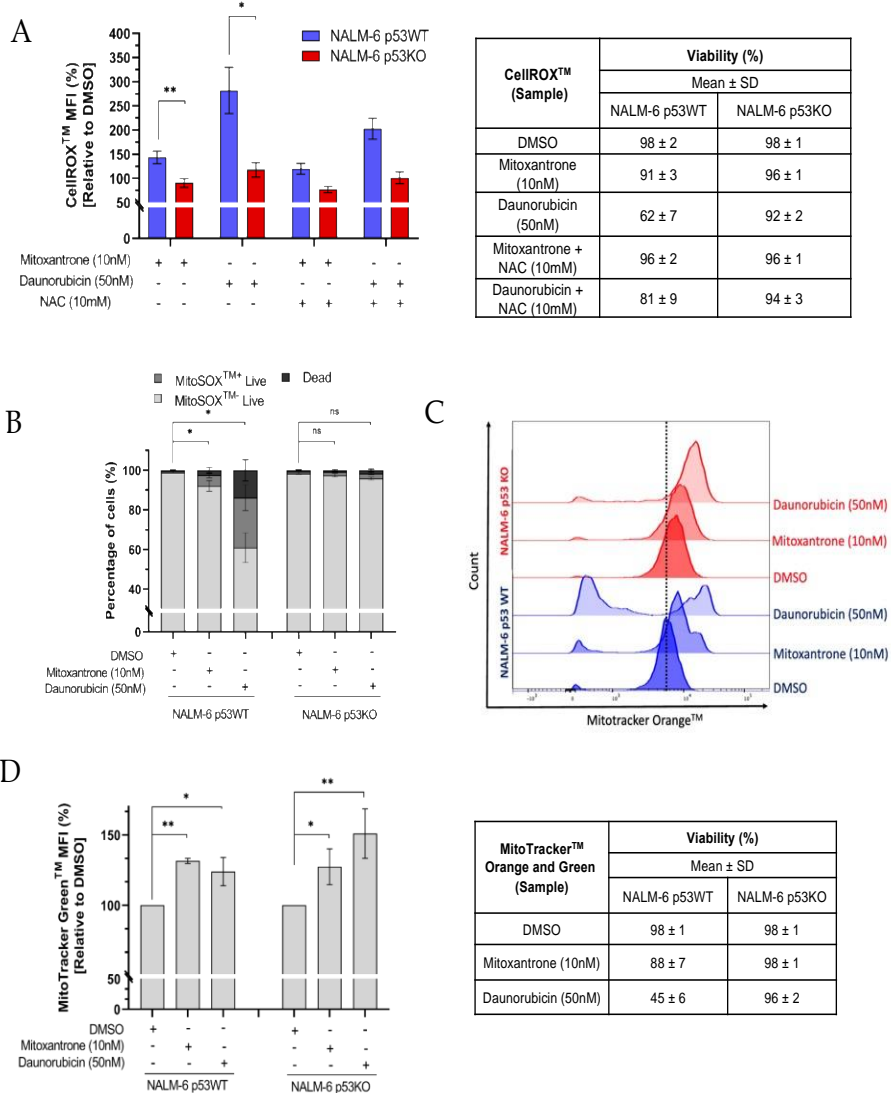 A
CellROX™ MFI (%)
[Relative to DMSO]
400
350
300
250
200
150
100
50
0
**
*
NALM-6 p53WT
NALM-6 p53KO
Mitoxantrone (10nM) + + - - + + - -
Daunorubicin (50nM) - - + + - - + +
NAC (10mM) - - - - + + + +
CellROX™
(Sample)
Viability (%)
Mean ± SD
NALM-6 p53WT NALM-6 p53KO
DMSO 98 ± 2 98 ± 1
Mitoxantrone
(10nM) 91 ± 3 96 ± 1
Daunorubicin
(50nM) 62 ± 7 92 ± 2
Mitoxantrone +
NAC (10mM) 96 ± 2 96 ± 1
Daunorubicin +
NAC (10mM) 81 ± 9 94 ± 3
B
MitoSOX™+ Live Dead
MitoSOX™- Live
Percentage of cells (%)
100
80
60
40
0
*
*
ns
ns
DMSO + - - + - -
Mitoxantrone (10nM) - + - - + -
Daunorubicin (50nM) - - + - - +
NALM-6 p53WT NALM-6 p53KO
C
Count
NALM-6 p53 KO
NALM-6 p53 WT
Daunorubicin (50nM)
Mitoxantrone (10nM)
DMSO
Daunorubicin (50nM)
Mitoxantrone (10nM)
DMSO
Mitotracker Orange™
D
MitoTracker Green™ MFI (%)
[Relative to DMSO]
150
100
50
0
*
**
**
*
DMSO + - - + - -
Mitoxantrone (10nM) - + - - + -
Daunorubicin (50nM) - - + - - +
NALM-6 p53WT NALM-6 p53KO
MitoTracker™
Orange and Green
(Sample)
Viability (%)
Mean ± SD
NALM-6 p53WT NALM-6 p53KO
DMSO 98 ± 1 98 ± 1
Mitoxantrone (10nM) 88 ± 7 98 ± 1
Daunorubicin (50nM) 45 ± 6 96 ± 2